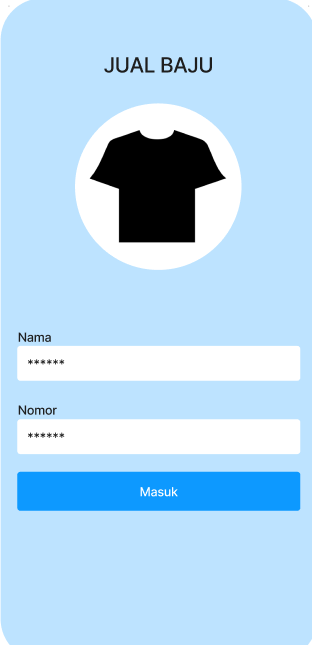 JUAL BAJU
Nama
******
Nomor
******
Masuk